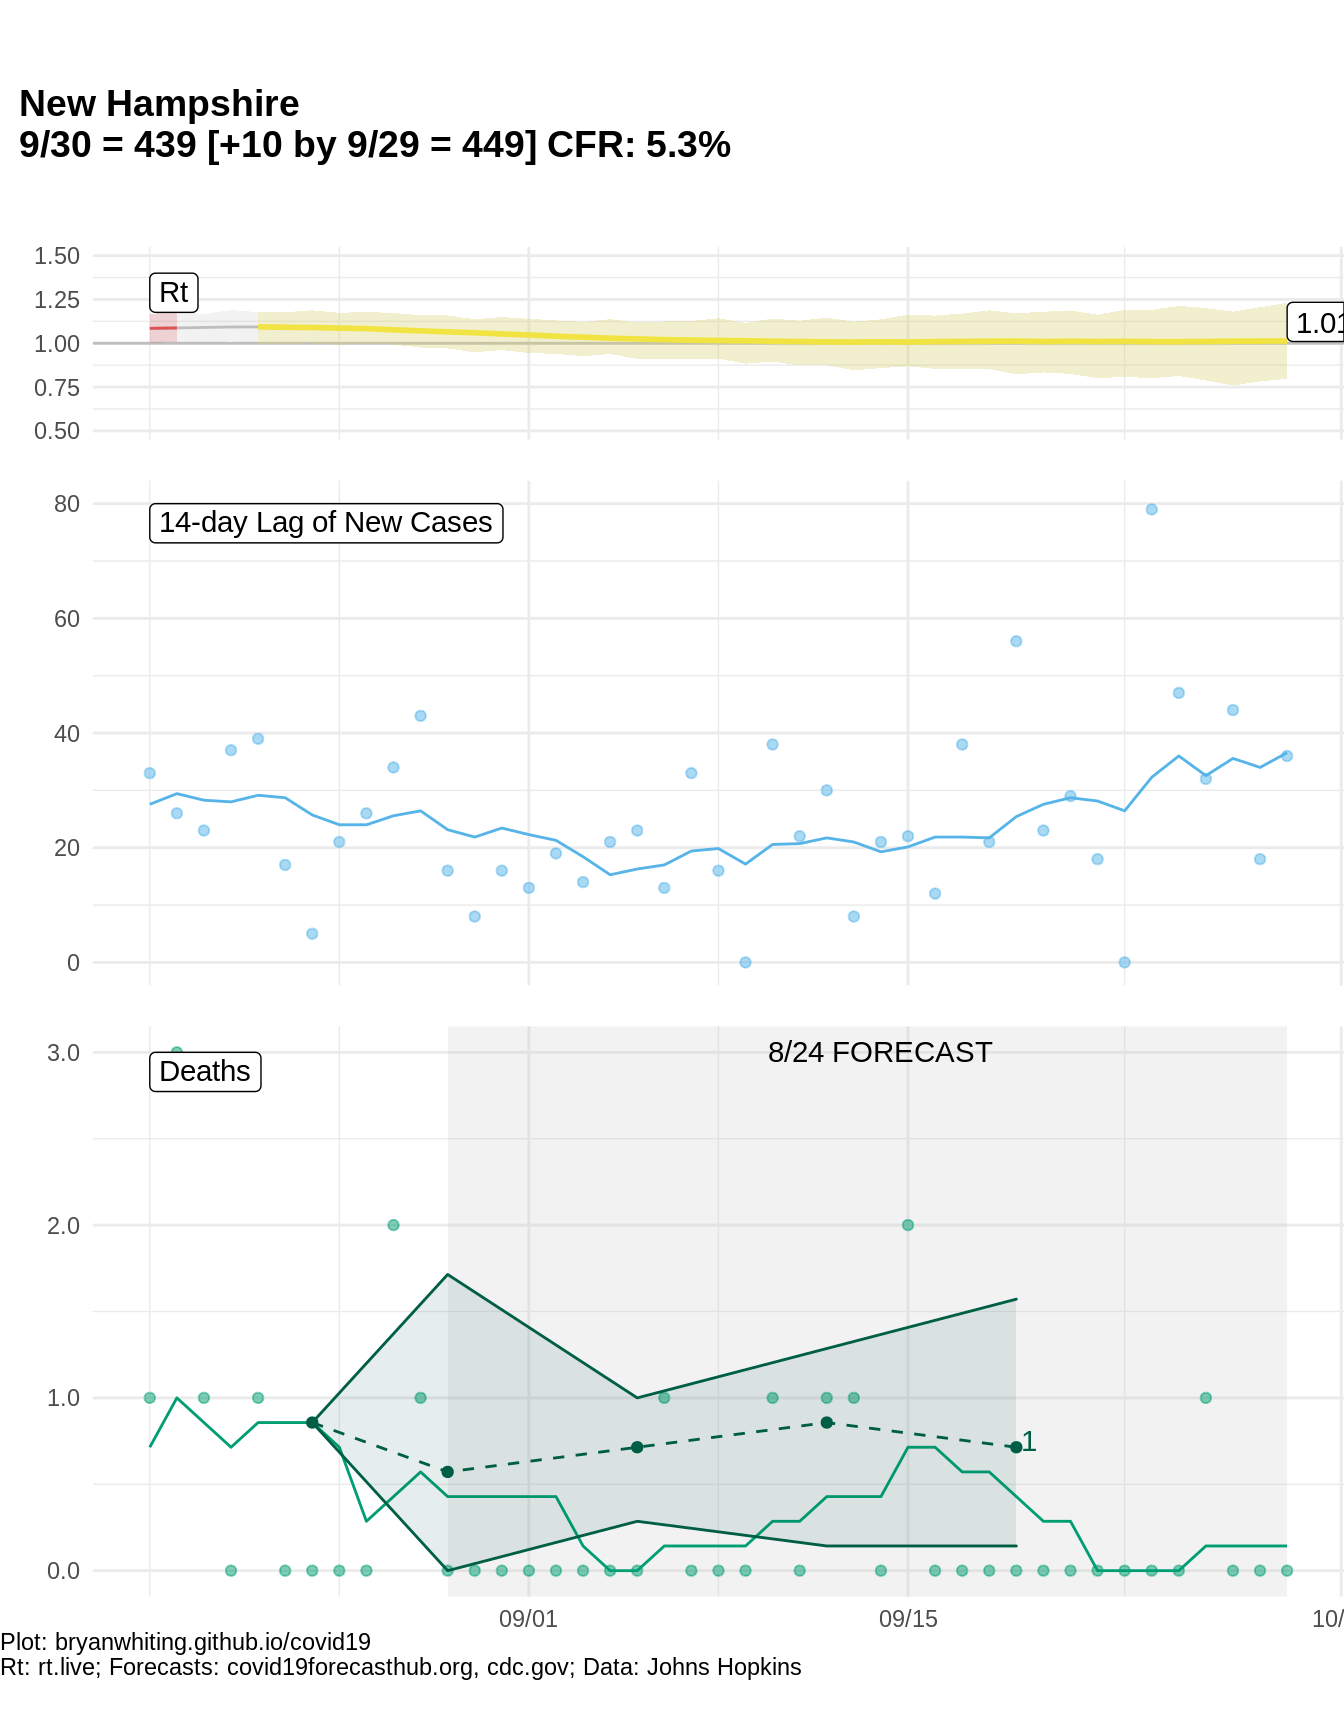 New Hampshire
9/30 = 439 [+10 by 9/29 = 449] CFR: 5.3%
1.50
1.25
1.00
0.75
0.50
Rt
1.01
80
60
40
20
0
14-day Lag of New Cases
3.0
2.0
1.0
0.0
Deaths
8/24 FORECAST
1
09/01
09/15
10/
Plot: bryanwhiting.github.io/covid19
Rt: rt.live; Forecasts: covid19forecasthub.org, cdc.gov; Data: Johns Hopkins